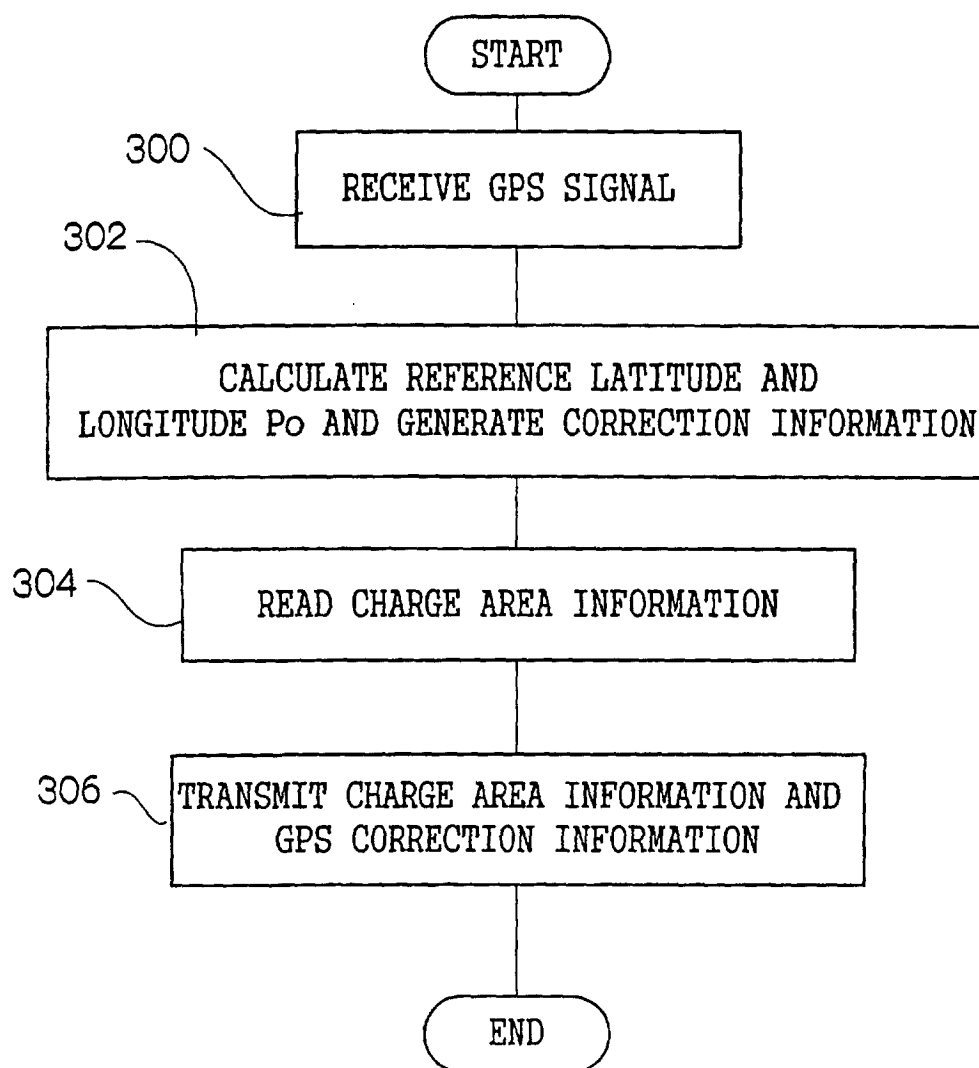 START
300
RECEIVE GPS SIGNAL
302
CALCULATE REFERENCE LATITUDE AND
LONGITUDE Po AND GENERATE CORRECTION INFORMATION
304
READ CHARGE AREA INFORMATION
306
TRANSMIT CHARGE AREA INFORMATION AND
GPS CORRECTION INFORMATION
END